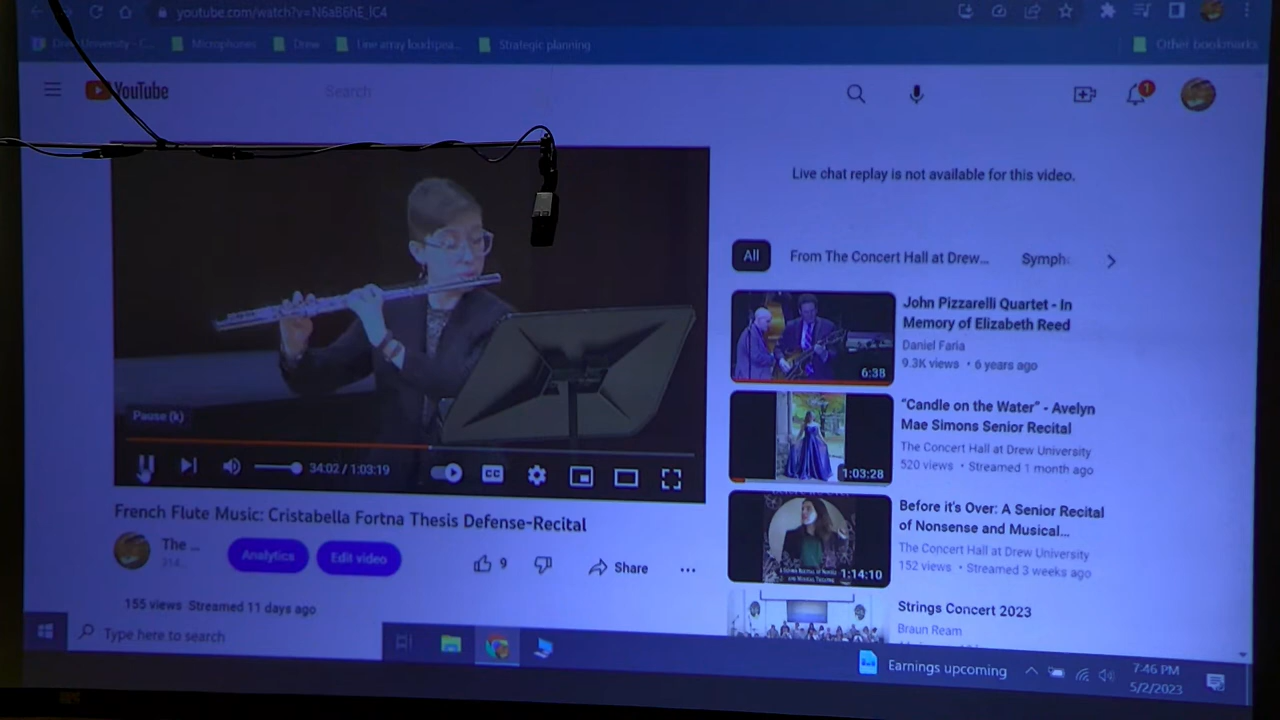 youtube.com/watch?v=N6aB6hE_lC4
Drew University - C... Microphones Drew Line array loudspea... Strategic planning Other bookmarks
YouTube Search 1
Live chat replay is not available for this video.
All From The Concert Hall at Drew... Symph
John Pizzarelli Quartet - In
Memory of Elizabeth Reed
Daniel Faria
9.3K views • 6 years ago
6:38
"Candle on the Water" - Avelyn
Mae Simons Senior Recital
The Concert Hall at Drew University
520 views • Streamed 1 month ago
1:03:28
Before it's Over: A Senior Recital
of Nonsense and Musical...
The Concert Hall at Drew University
152 views • Streamed 3 weeks ago
1:14:10
Strings Concert 2023
Braun Ream
Pause (k)
34:02 / 1:03:19
CC
French Flute Music: Cristabella Fortna Thesis Defense-Recital
The ...
314...
Analytics Edit video 9 Share
155 views Streamed 11 days ago
Type here to search
Earnings upcoming
7:46 PM
5/2/2023